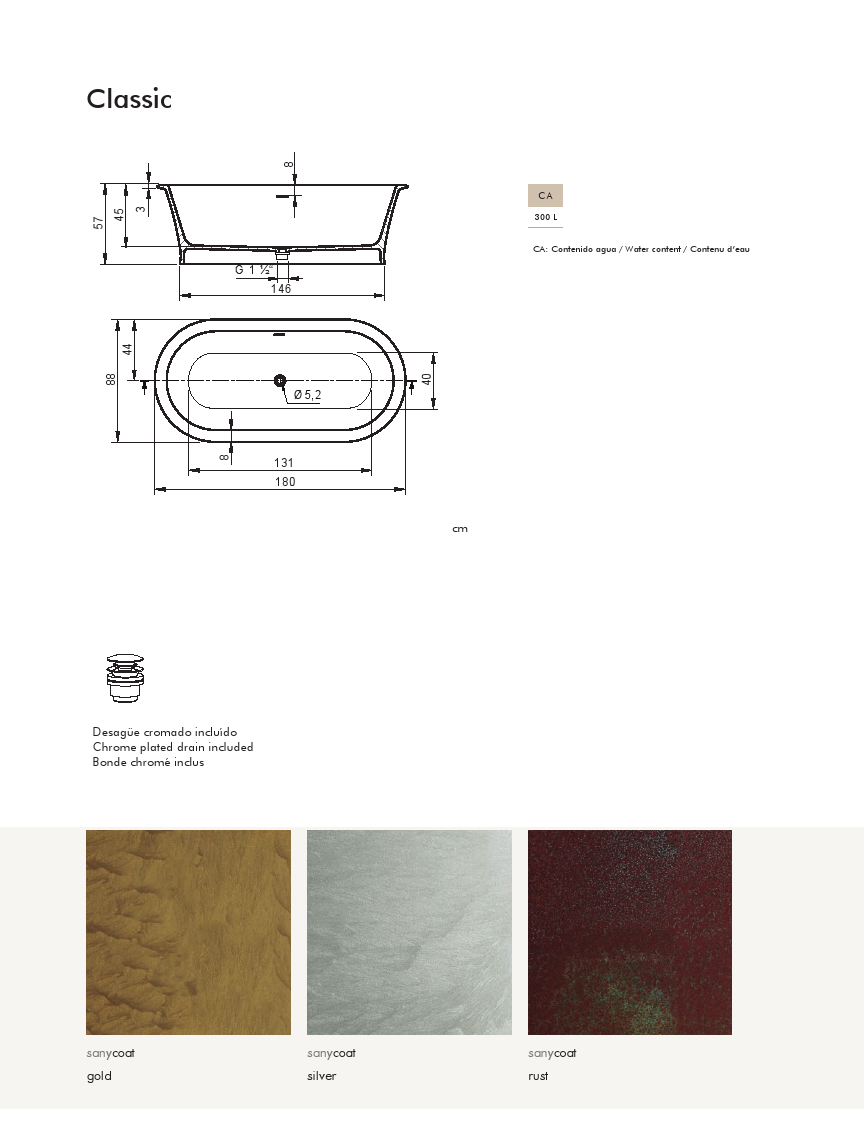 Classic
8
CA
57
45
3
300 L
CA: Contenido agua / Water content / Contenu d'eau
G 1 ½"
146
44
88
40
Ø 5,2
8
131
180
cm
Desagüe cromado incluído
Chrome plated drain included
Bonde chromé inclus
sanycoat
sanycoat
sanycoat
gold
silver
rust